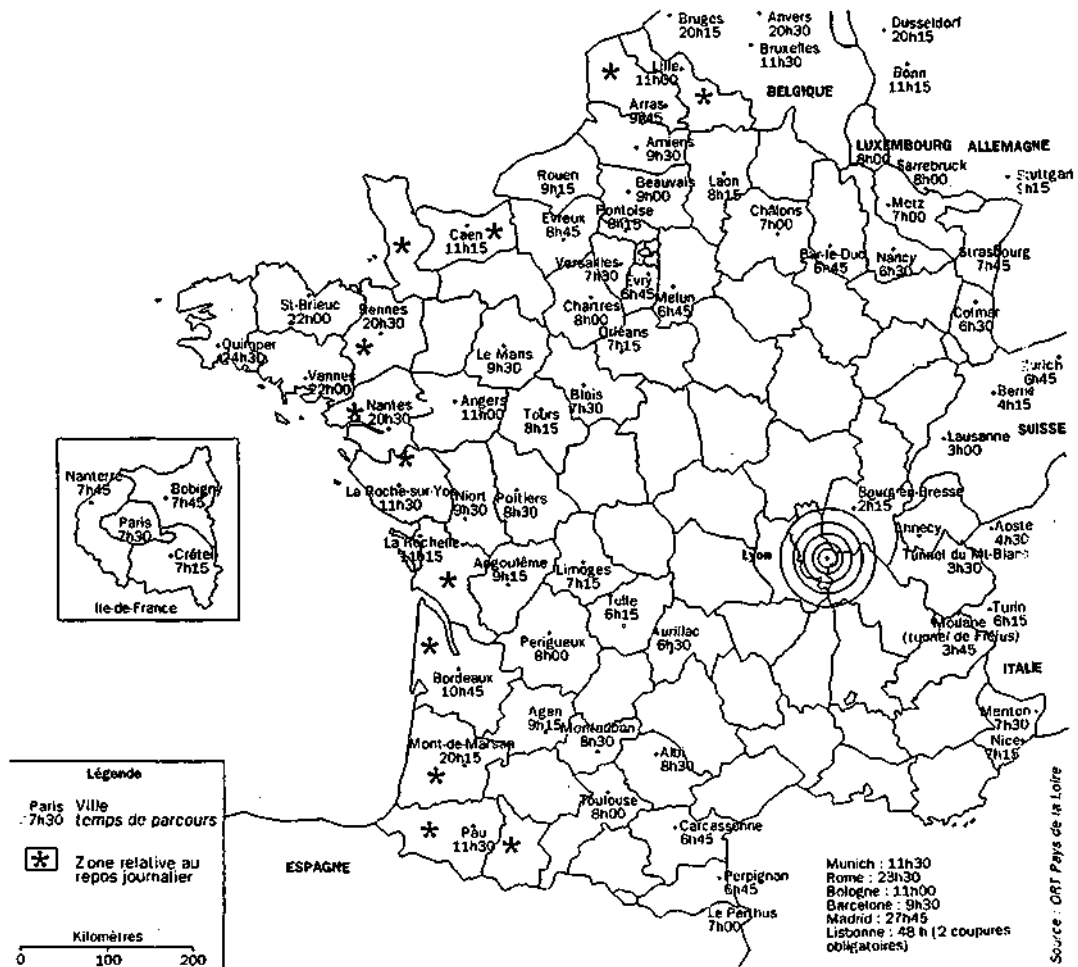 Bruges
20h15
Anvers
20h30
Bruxelles
11h30
Dusseldorf
20h15
Bonn
11h15
Lille
11h00
BELGIQUE
Arras
9h45
Amiens
9h30
LUXEMBOURG
8h00
ALLEMAGNE
Sarrebruck
8h00
Stuttgart
9h15
Rouen
9h15
Beauvais
9h00
Laon
8h15
Metz
7h00
Evreux
8h45
Pontoise
8h15
Châlons
7h00
Caen
11h15
Versailles
7h30
Evry
6h45
Melun
6h45
Bar-le-Duc
6h45
Nancy
6h30
Strasbourg
7h45
St-Brieuc
22h00
Rennes
20h30
Chartres
8h00
Orléans
7h15
Colmar
6h30
Quimper
24h30
Le Mans
9h30
Vannes
22h00
Zurich
6h45
Berne
4h15
Nantes
20h30
Angers
11h00
Tours
8h15
Blois
7h30
SUISSE
Lausanne
3h00
Nanterre
7h45
Bobigny
7h45
Paris
7h30
Créteil
7h15
Ile-de-France
La Roche-sur-Yon
11h30
Niort
9h30
Poitiers
8h30
Bourg-en-Bresse
2h15
Annecy
Aoste
4h30
La Rochelle
11h15
Lyon
Tunnel du Mt-Blanc
3h30
Angoulême
9h15
Limoges
7h15
Tulle
6h15
Turin
6h15
Périgueux
8h00
Aurillac
6h30
Modane
(tunnel de Fréjus)
3h45
Bordeaux
10h45
ITALIE
Agen
9h15
Montauban
8h30
Menton
7h30
Nice
7h15
Mont-de-Marsan
20h15
Albi
8h30
Toulouse
8h00
Légende
Paris
7h30
Ville
temps de parcours
Zone relative au
repos journalier
Kilomètres
0 100 200
Pau
11h30
Carcassonne
6h45
ESPAGNE
Perpignan
6h45
Le Perthus
7h00
Munich : 11h30
Rome : 23h30
Bologne : 11h00
Barcelone : 9h30
Madrid : 27h45
Lisbonne : 48 h (2 coupures
obligatoires)
Source : ORT Pays de la Loire